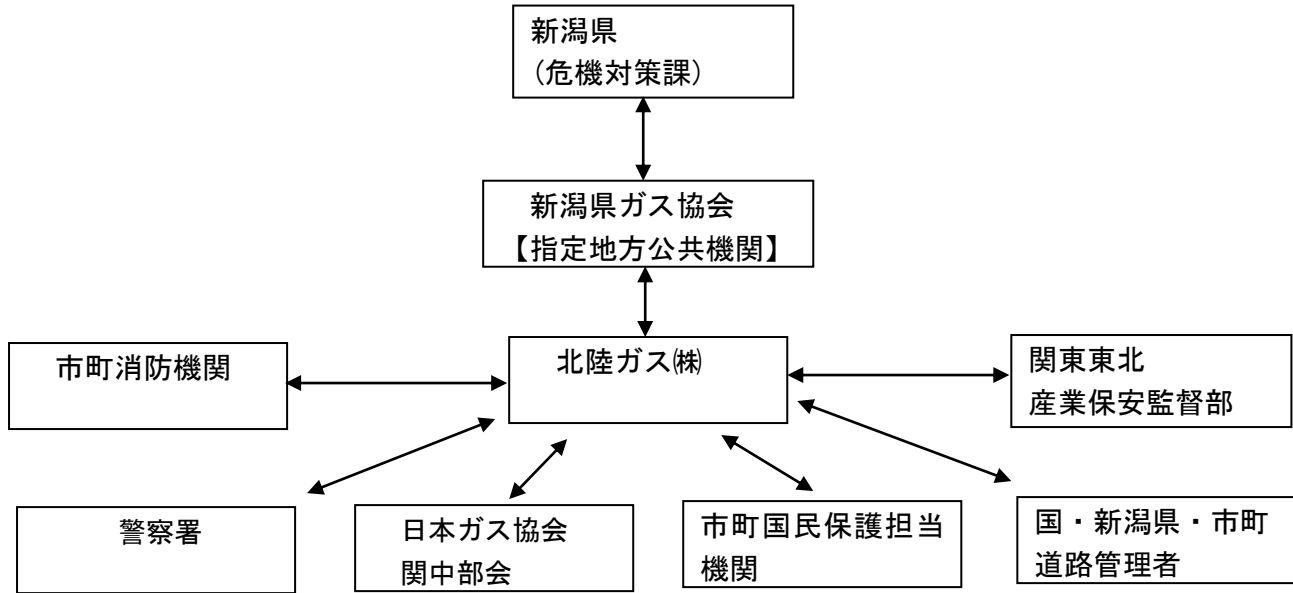 新潟県
(危機対策課)
新潟県ガス協会
【指定地方公共機関】
市町消防機関
北陸ガス㈱
関東東北
産業保安監督部
警察署
日本ガス協会
関中部会
市町国民保護担当
機関
国・新潟県・市町
道路管理者